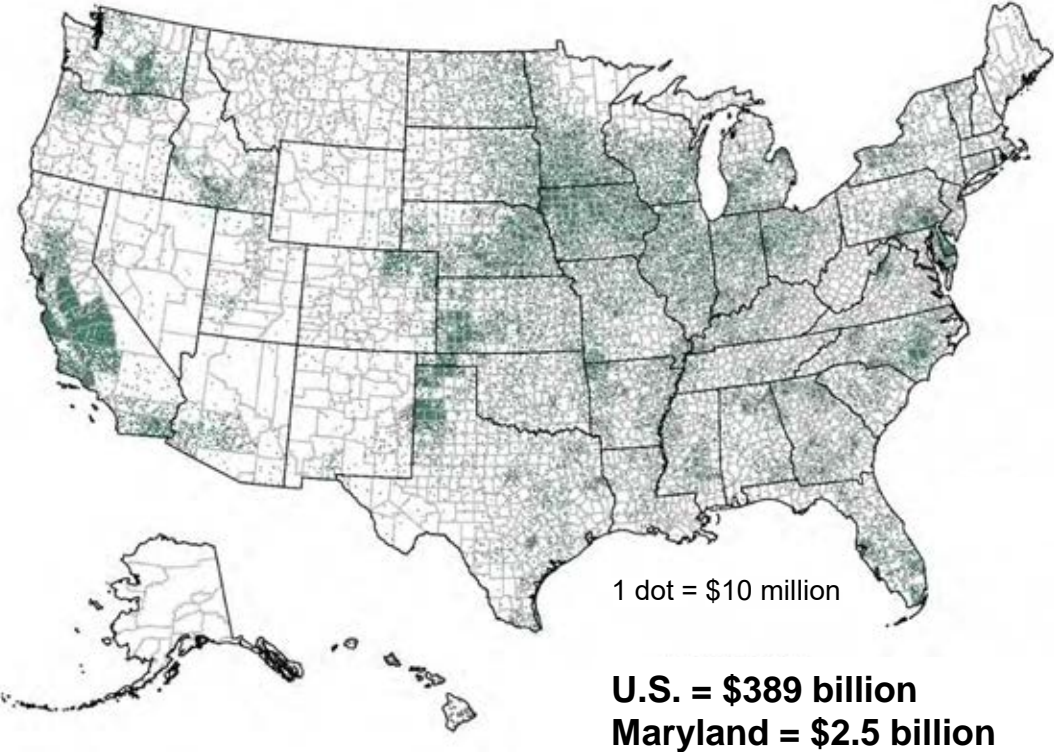 1 dot = $10 million
U.S. = $389 billion
Maryland = $2.5 billion